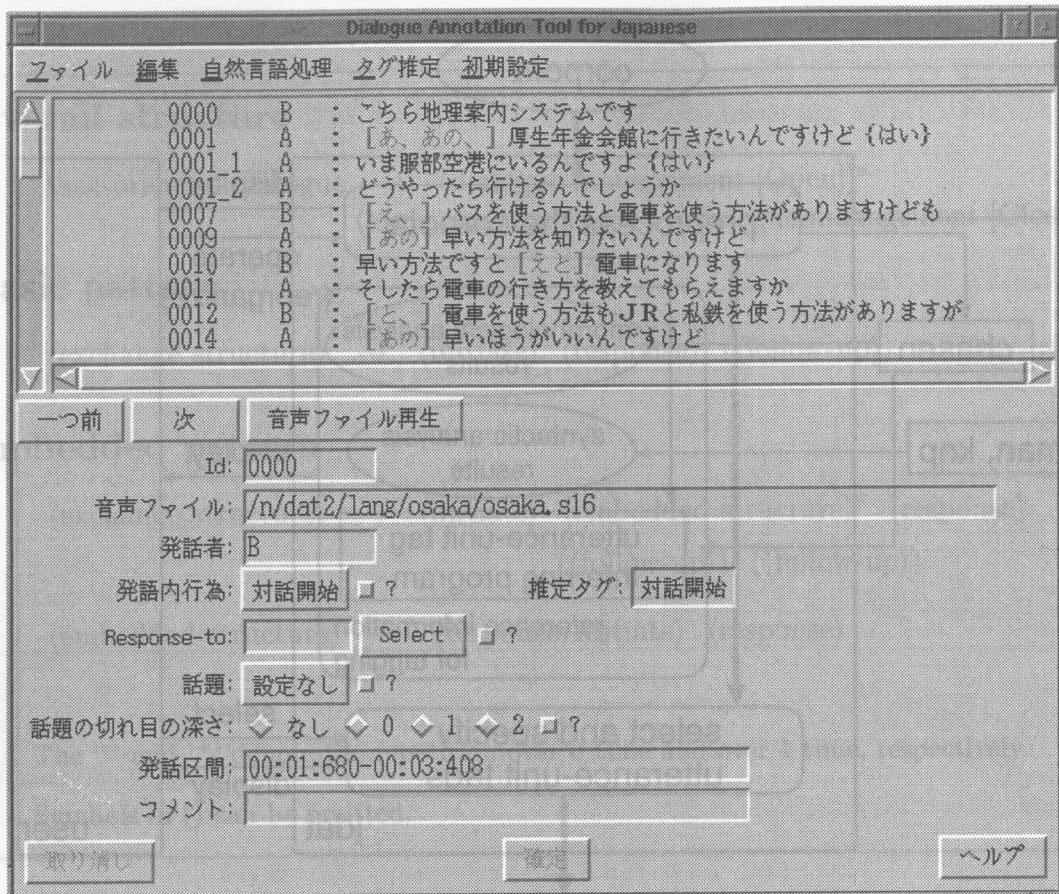 Dialogue Annotation Tool for Japanese
ファイル 編集 自然言語処理 タグ推定 初期設定
0000 B : こちら地理案内システムです
0001 A : [あ、あの、] 厚生年金会館に行きたいんですけど {はい}
0001_1 A : いま服部空港にいるんですよ {はい}
0001_2 A : どうやったら行けるんでしょうか
0007 B : [え、] バスを使う方法と電車を使う方法がありますけども
0009 A : [あの] 早い方法を知りたいんですけど
0010 B : 早い方法ですと [えと] 電車になります
0011 A : そしたら電車の行き方を教えてもらえますか
0012 B : [と、] 電車を使う方法もJRと私鉄を使う方法がありますが
0014 A : [あの] 早いほうがいいんですけど
一つ前 次 音声ファイル再生
Id: 0000
音声ファイル: /n/dat2/lang/osaka/osaka.s16
発話者: B
発語内行為: 対話開始 ? 推定タグ: 対話開始
Response-to: Select ?
話題: 設定なし ?
話題の切れ目の深さ: なし 0 1 2 ?
発話区間: 00:01:680-00:03:408
コメント:
取り消し 確定 ヘルプ